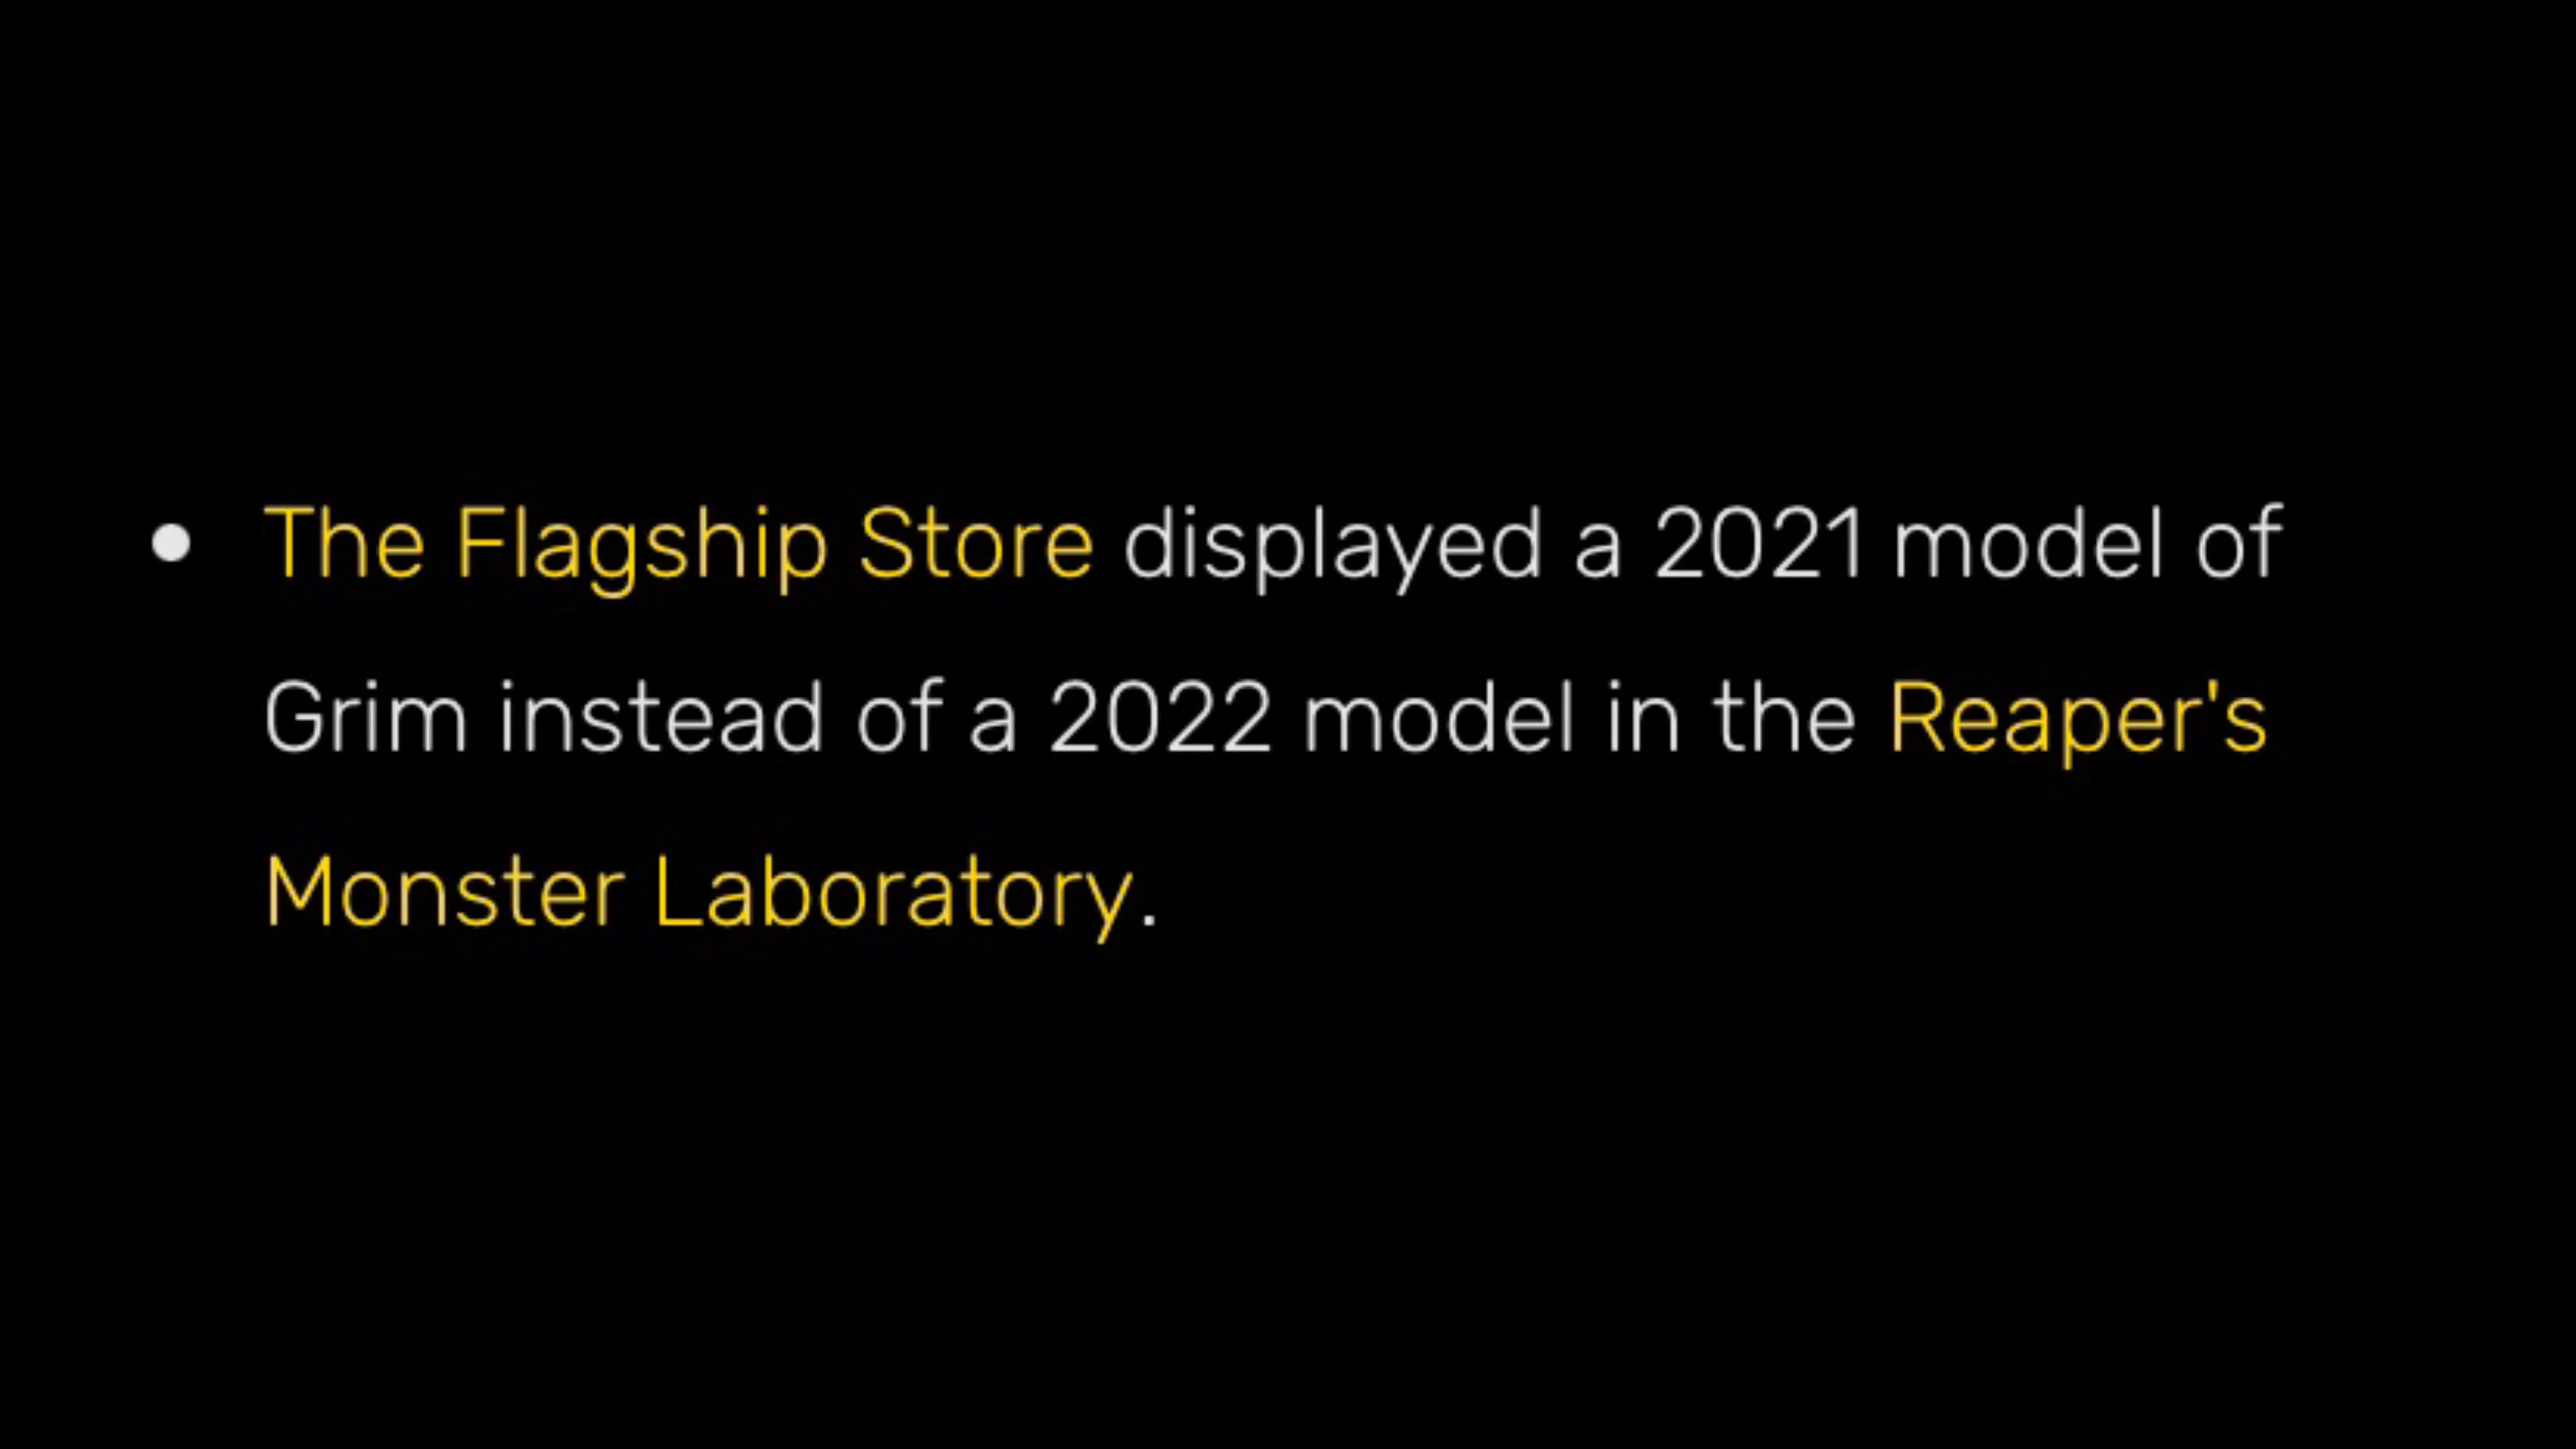 • The Flagship Store displayed a 2021 model of
Grim instead of a 2022 model in the Reaper's
Monster Laboratory.